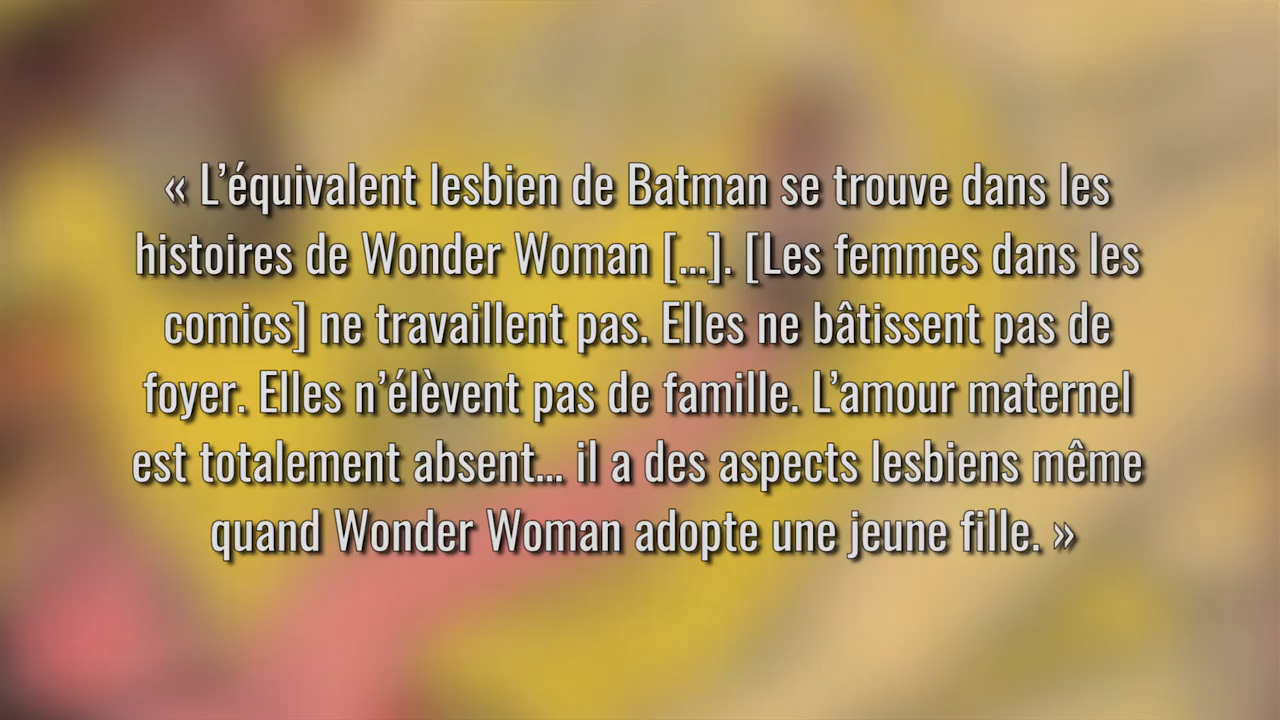 « L’équivalent lesbien de Batman se trouve dans les
histoires de Wonder Woman [...]. [Les femmes dans les
comics] ne travaillent pas. Elles ne bâtissent pas de
foyer. Elles n’élèvent pas de famille. L’amour maternel
est totalement absent... il a des aspects lesbiens même
quand Wonder Woman adopte une jeune fille. »